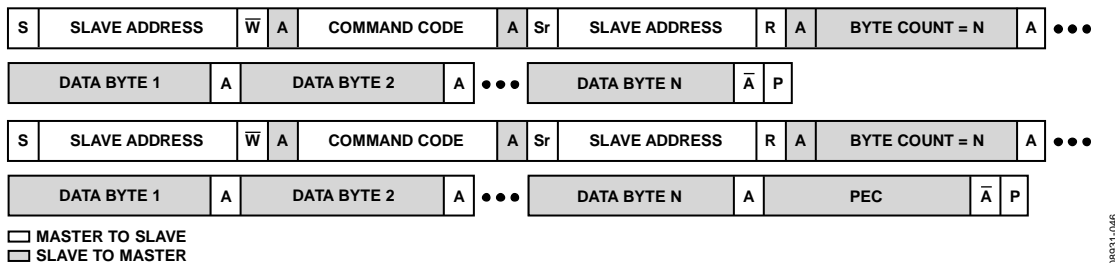 S SLAVE ADDRESS W̅ A COMMAND CODE A Sr SLAVE ADDRESS R A BYTE COUNT = N A •••
DATA BYTE 1 A DATA BYTE 2 A ••• DATA BYTE N A̅ P
S SLAVE ADDRESS W̅ A COMMAND CODE A Sr SLAVE ADDRESS R A BYTE COUNT = N A •••
DATA BYTE 1 A DATA BYTE 2 A ••• DATA BYTE N A PEC A̅ P
MASTER TO SLAVE
SLAVE TO MASTER
08931-046